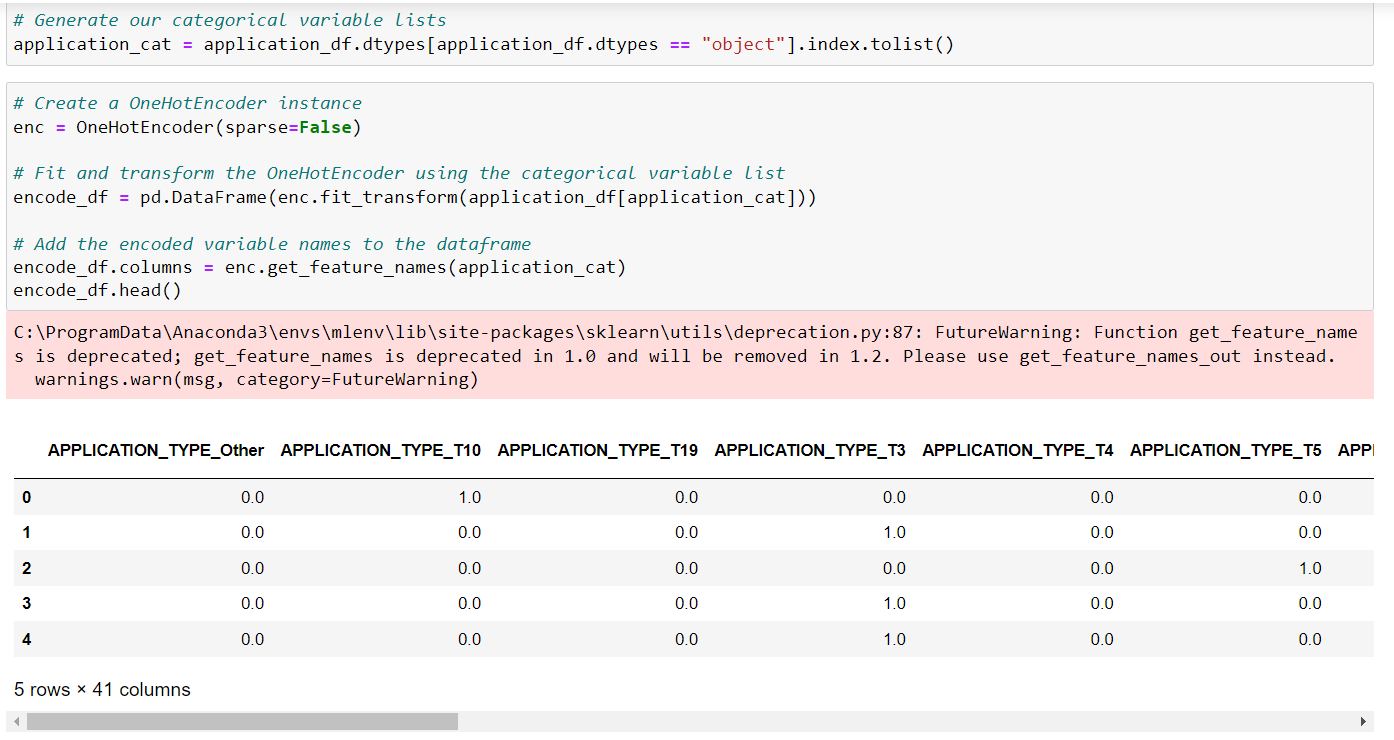 # Generate our categorical variable lists
application_cat = application_df.dtypes[application_df.dtypes == "object"].index.tolist()
# Create a OneHotEncoder instance
enc = OneHotEncoder(sparse=False)
# Fit and transform the OneHotEncoder using the categorical variable list
encode_df = pd.DataFrame(enc.fit_transform(application_df[application_cat]))
# Add the encoded variable names to the dataframe
encode_df.columns = enc.get_feature_names(application_cat)
encode_df.head()
C:\ProgramData\Anaconda3\envs\mlenv\lib\site-packages\sklearn\utils\deprecation.py:87: FutureWarning: Function get_feature_name
s is deprecated; get_feature_names is deprecated in 1.0 and will be removed in 1.2. Please use get_feature_names_out instead.
warnings.warn(msg, category=FutureWarning)
APPLICATION_TYPE_Other APPLICATION_TYPE_T10 APPLICATION_TYPE_T19 APPLICATION_TYPE_T3 APPLICATION_TYPE_T4 APPLICATION_TYPE_T5 APPI
0 0.0 1.0 0.0 0.0 0.0 0.0
1 0.0 0.0 0.0 1.0 0.0 0.0
2 0.0 0.0 0.0 0.0 0.0 1.0
3 0.0 0.0 0.0 1.0 0.0 0.0
4 0.0 0.0 0.0 1.0 0.0 0.0
5 rows × 41 columns